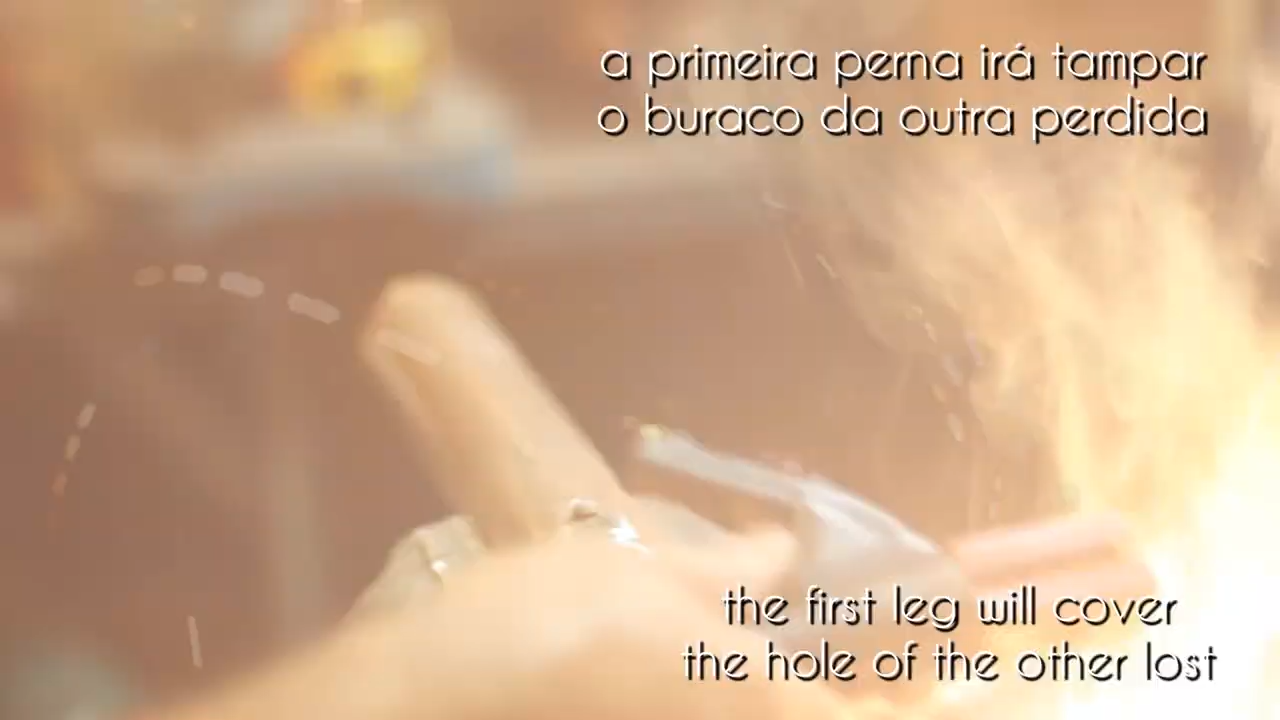 a primeira perna irá tampar
o buraco da outra perdida
the first leg will cover
the hole of the other lost